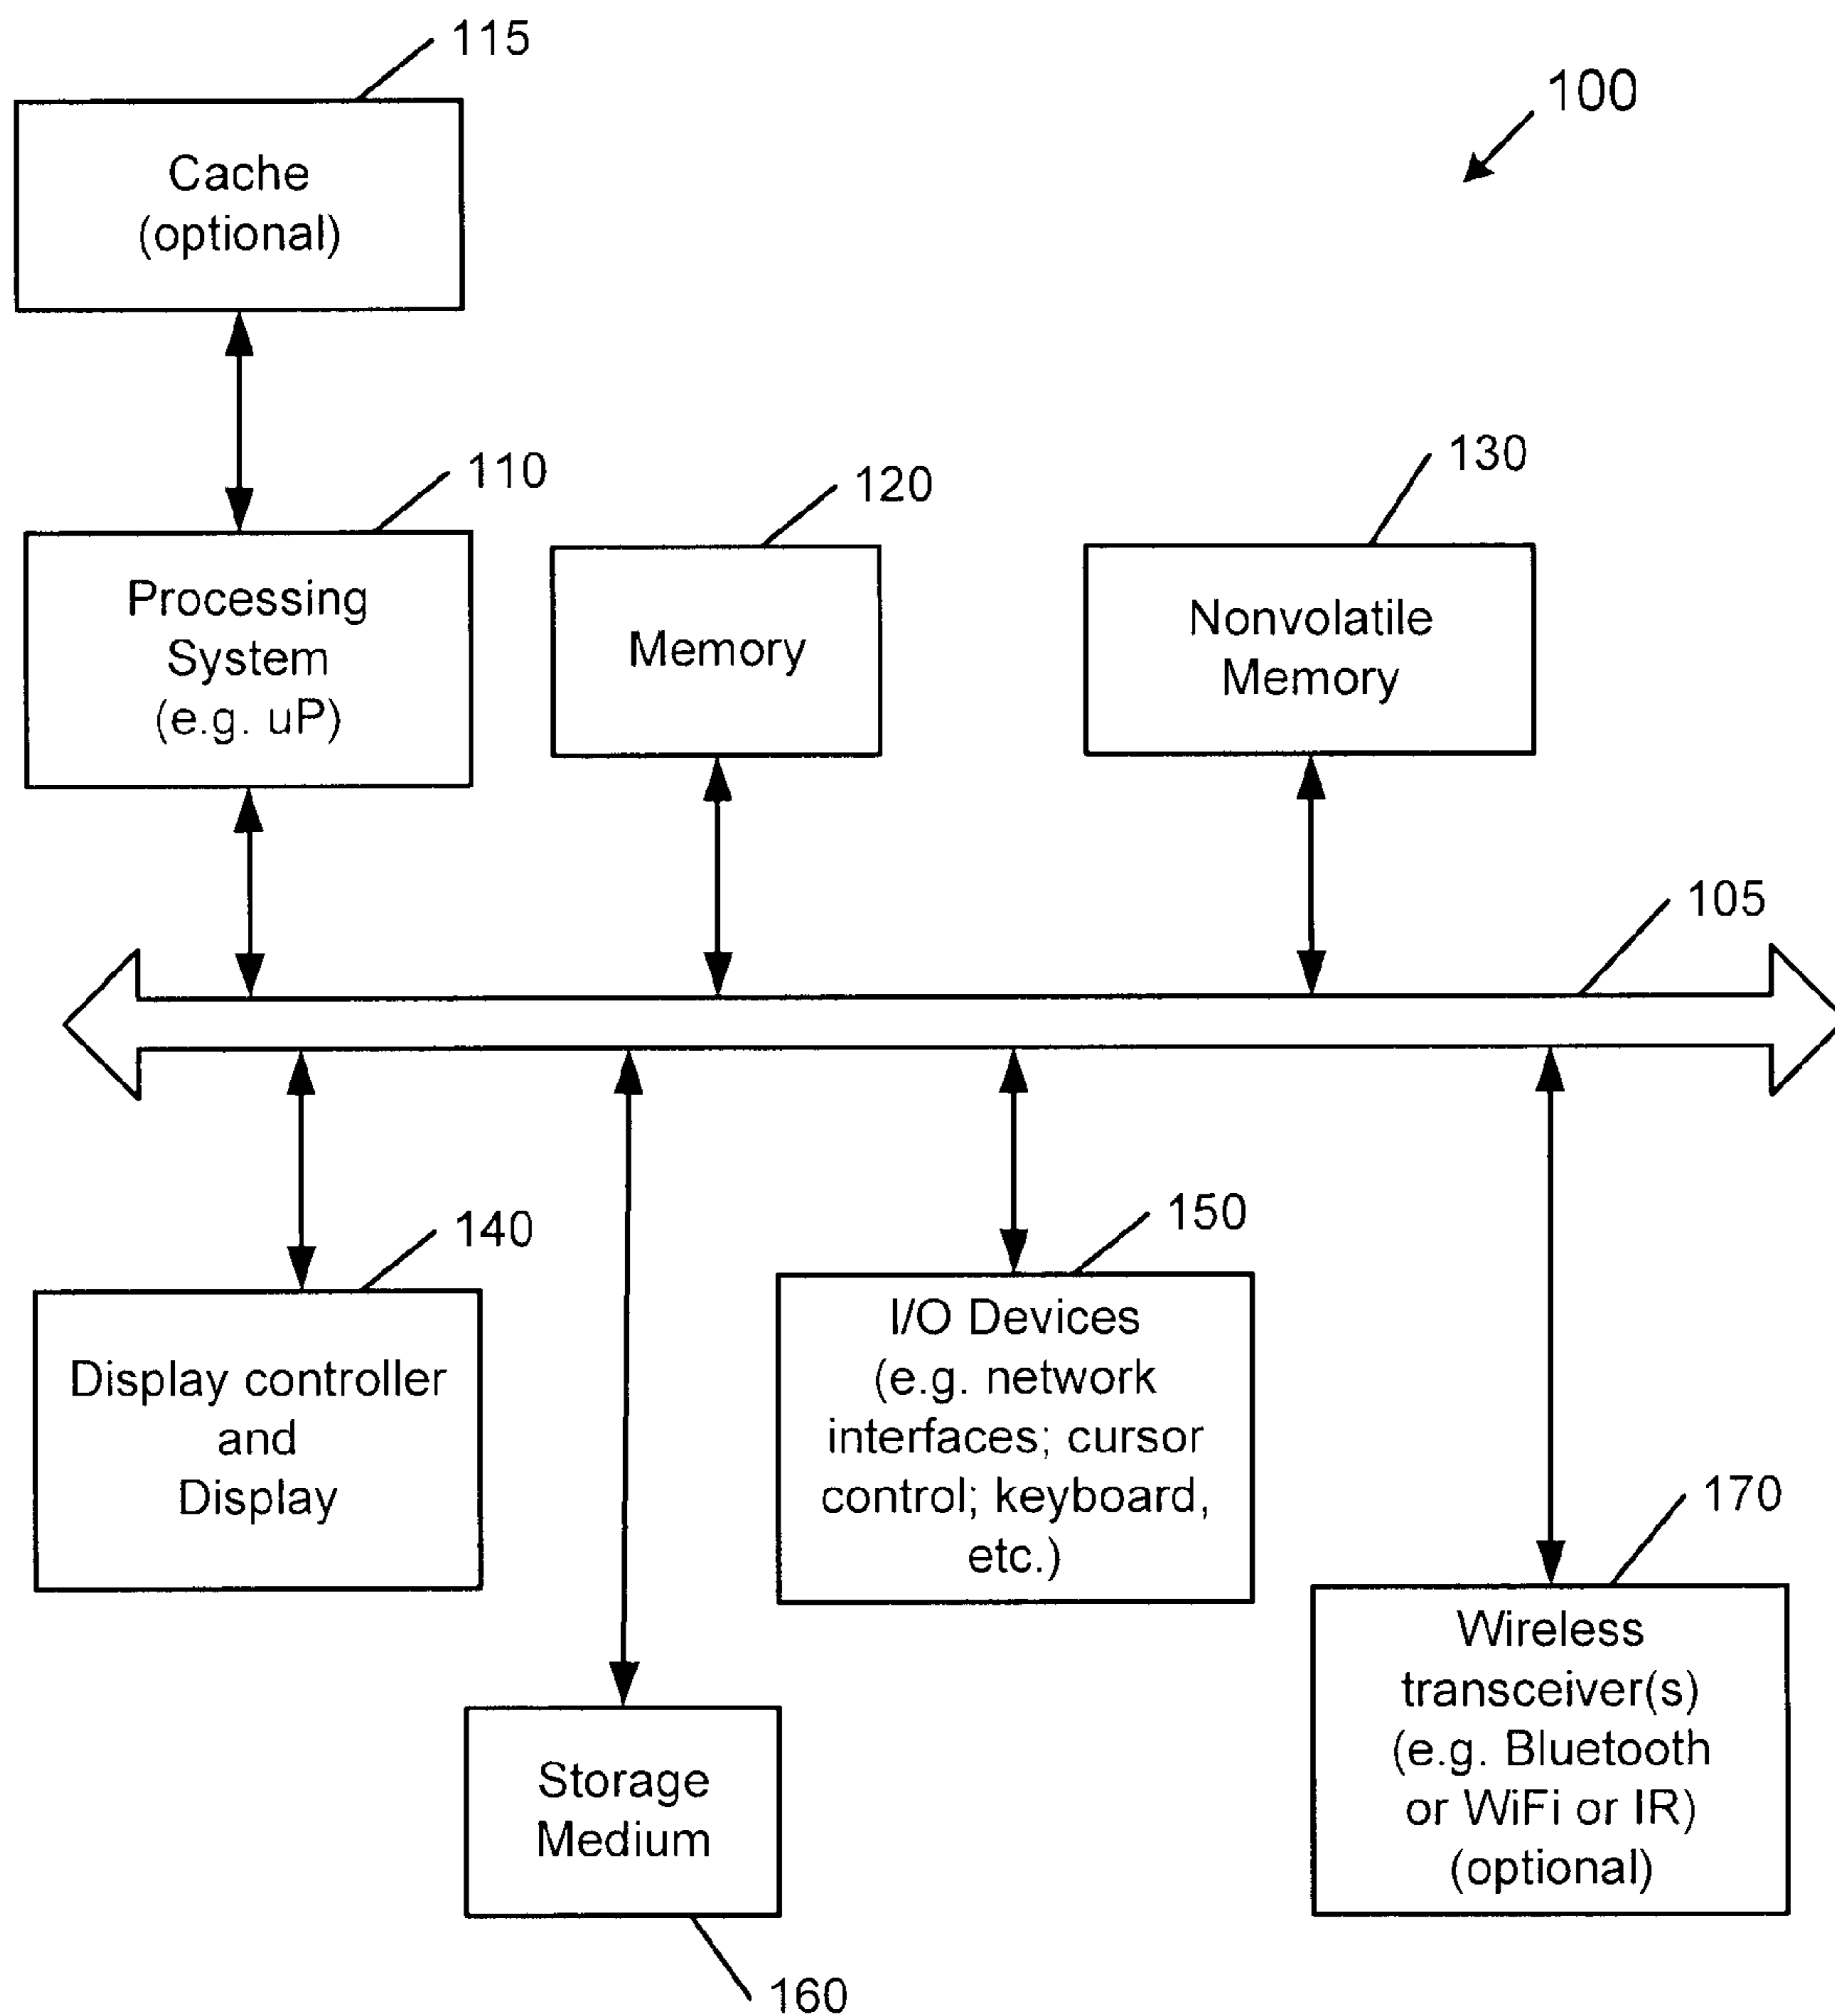 115
100
Cache
(optional)
110
120
130
Processing
System
(e.g. uP)
Memory
Nonvolatile
Memory
105
140
150
Display controller
and
Display
I/O Devices
(e.g. network
interfaces; cursor
control; keyboard,
etc.)
170
Wireless
transceiver(s)
(e.g. Bluetooth
or WiFi or IR)
(optional)
Storage
Medium
160